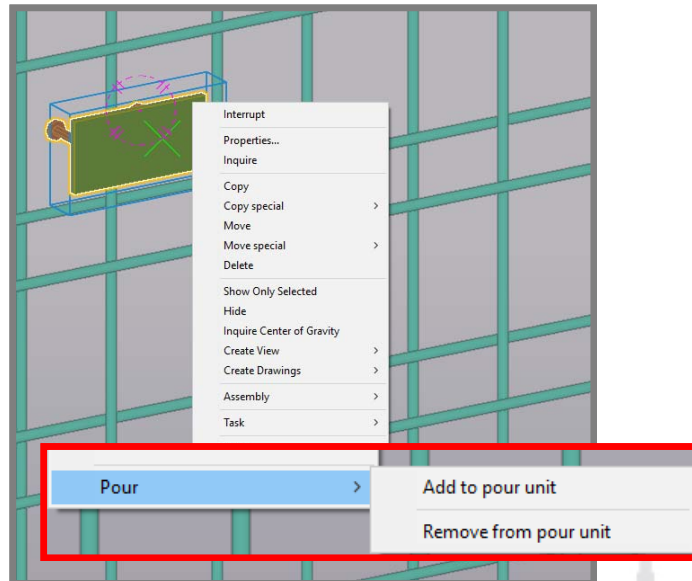 Interrupt
Properties...
Inquire
Copy
Copy special
Move
Move special
Delete
Show Only Selected
Hide
Inquire Center of Gravity
Create View
Create Drawings
Assembly
Task
Pour
Add to pour unit
Remove from pour unit